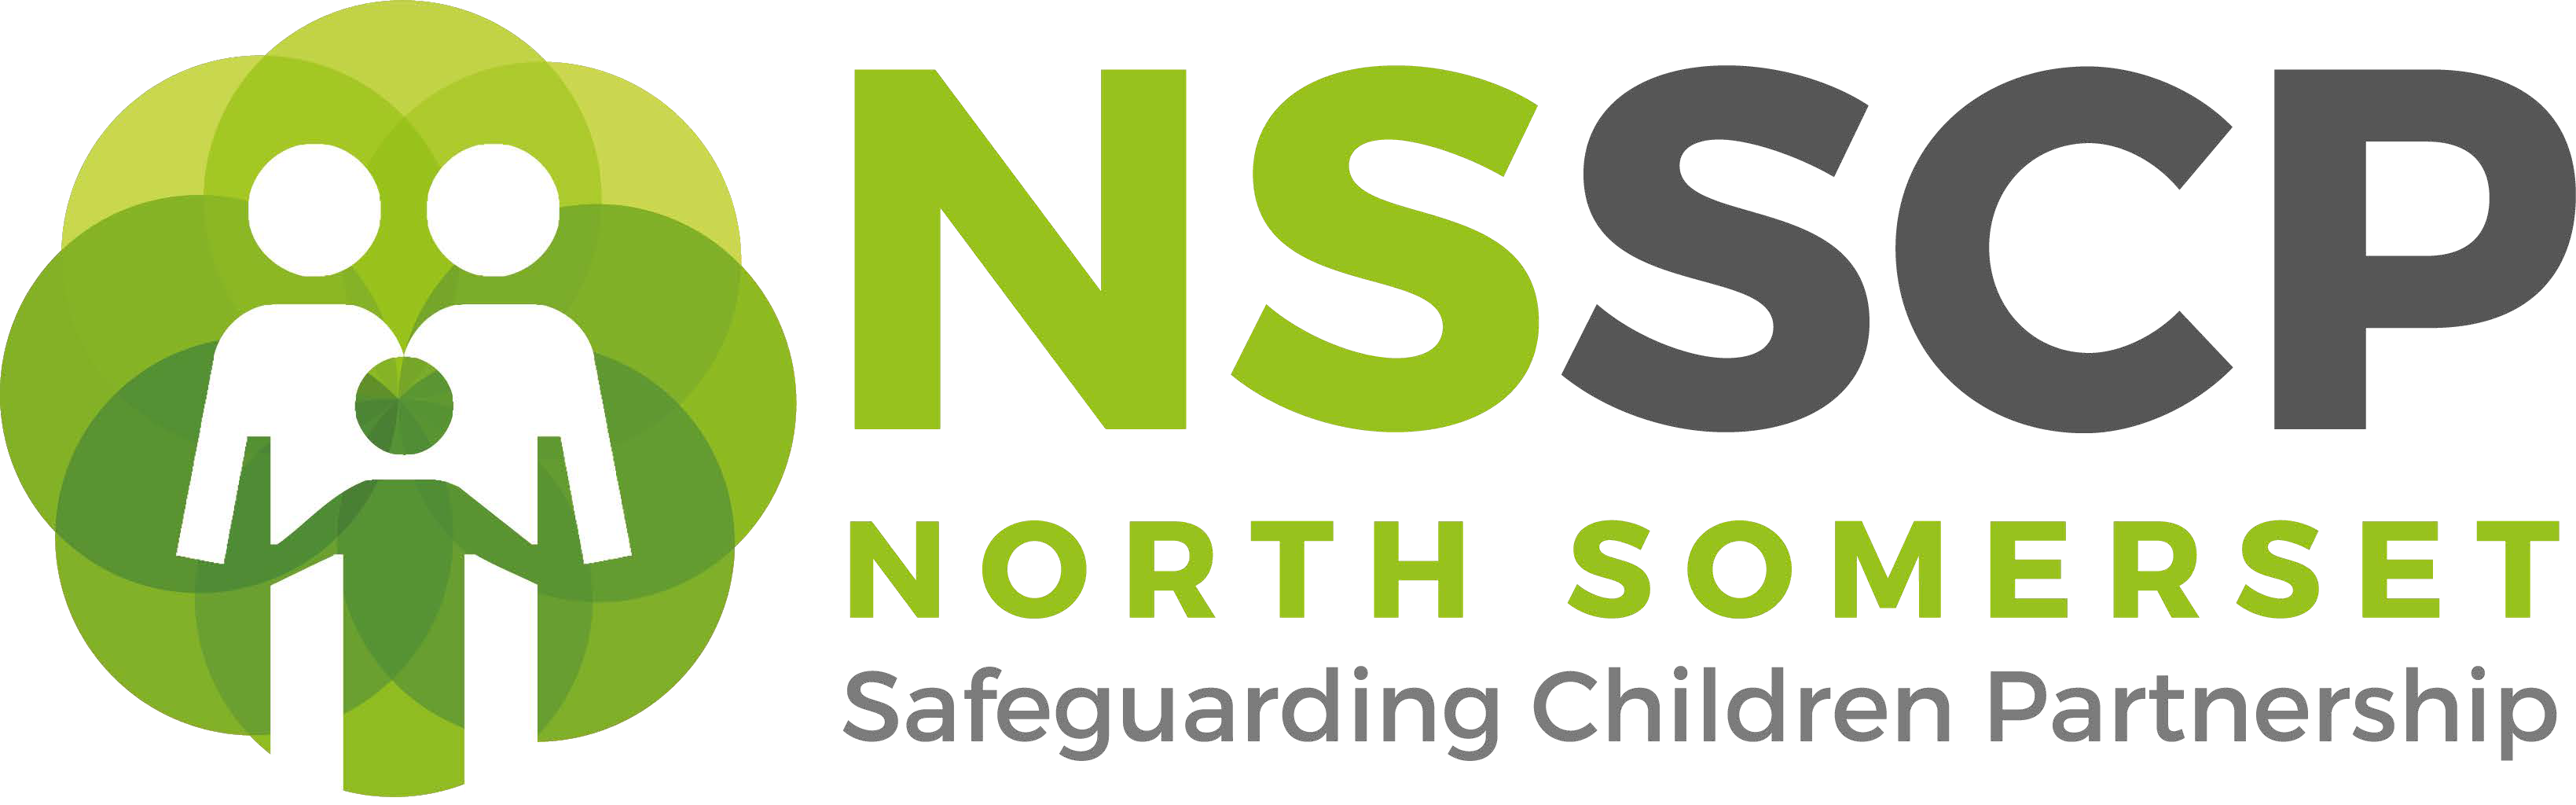 NSSCP
NORTH SOMERSET
Safeguarding Children Partnership